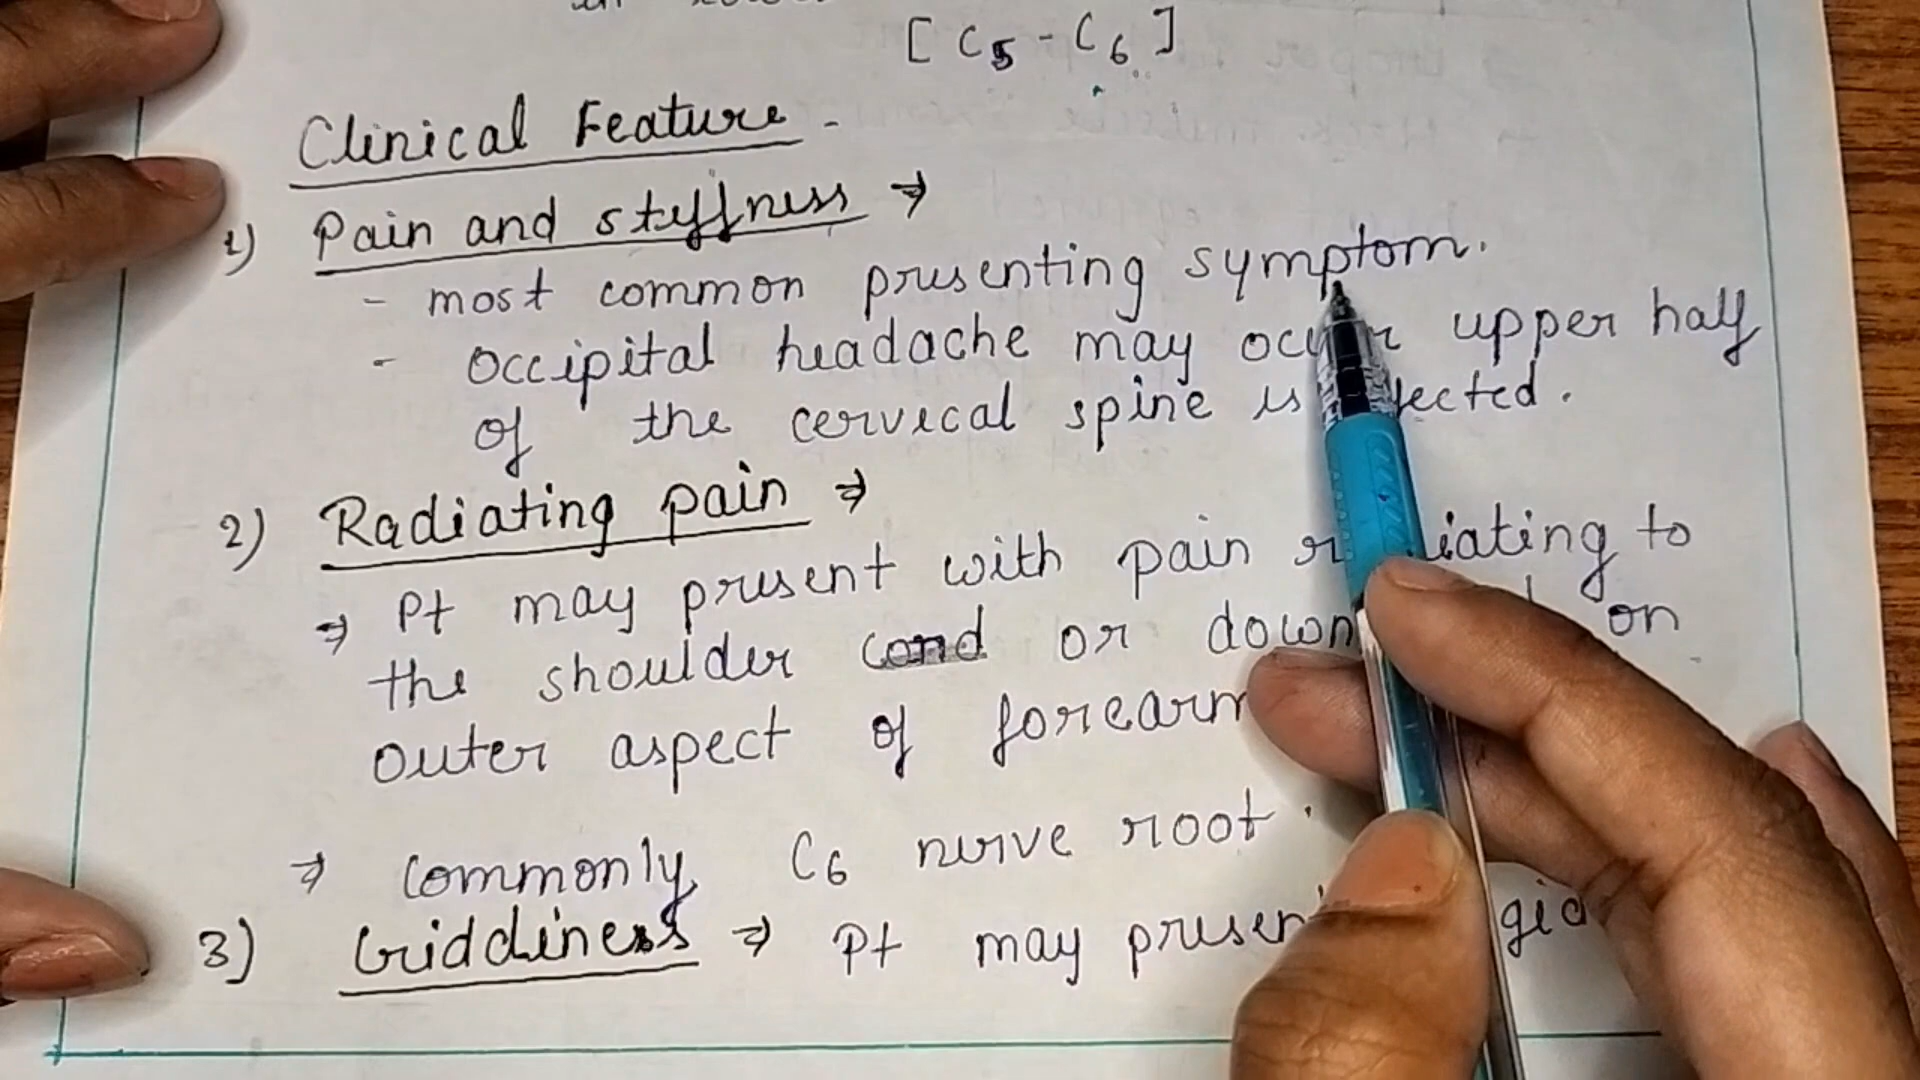 [C5 - C6]
Clinical Feature -
1) Pain and stiffness →
- most common presenting symptom.
- Occipital headache may upper half
of the cervical spine is
2) Radiating pain ⇒
⇒ Pt may present with pain to
the shoulder and or on
outer aspect of forearm
⇒ Commonly C6 nerve root.
3) Giddiness ⇒ Pt may